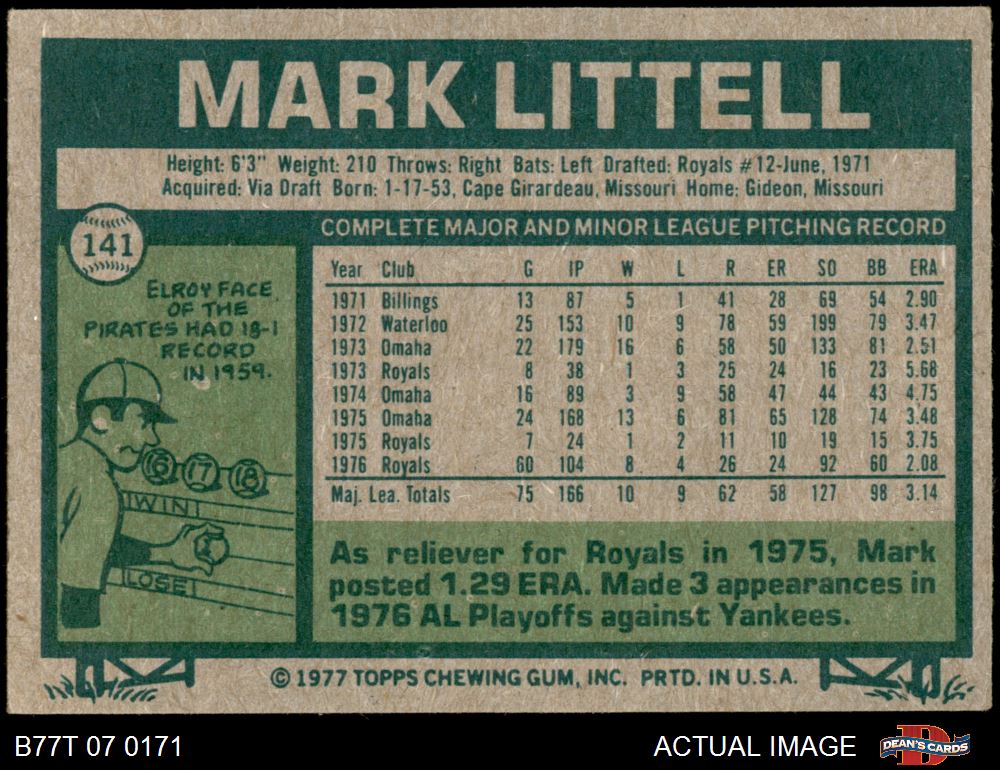 MARK LITTELL
Height: 6'3" Weight: 210 Throws: Right Bats: Left Drafted: Royals #12-June, 1971
Acquired: Via Draft Born: 1-17-53, Cape Girardeau, Missouri Home: Gideon, Missouri
141
ELROY FACE
OF THE
PIRATES HAD 18-1
RECORD
IN 1959.
16 17 18
WIN
LOSE
COMPLETE MAJOR AND MINOR LEAGUE PITCHING RECORD
Year Club G IP W L R ER SO BB ERA
1971 Billings 13 87 5 1 41 28 69 54 2.90
1972 Waterloo 25 153 10 9 78 59 199 79 3.47
1973 Omaha 22 179 16 6 58 50 133 81 2.51
1973 Royals 8 38 1 3 25 24 16 23 5.68
1974 Omaha 16 89 3 9 58 47 44 43 4.75
1975 Omaha 24 168 13 6 81 65 128 74 3.48
1975 Royals 7 24 1 2 11 10 19 15 3.75
1976 Royals 60 104 8 4 26 24 92 60 2.08
Maj. Lea. Totals 75 166 10 9 62 58 127 98 3.14
As reliever for Royals in 1975, Mark
posted 1.29 ERA. Made 3 appearances in
1976 AL Playoffs against Yankees.
© 1977 TOPPS CHEWING GUM, INC. PRTD. IN U.S.A.
B77T 07 0171
ACTUAL IMAGE
DEAN'S CARDS